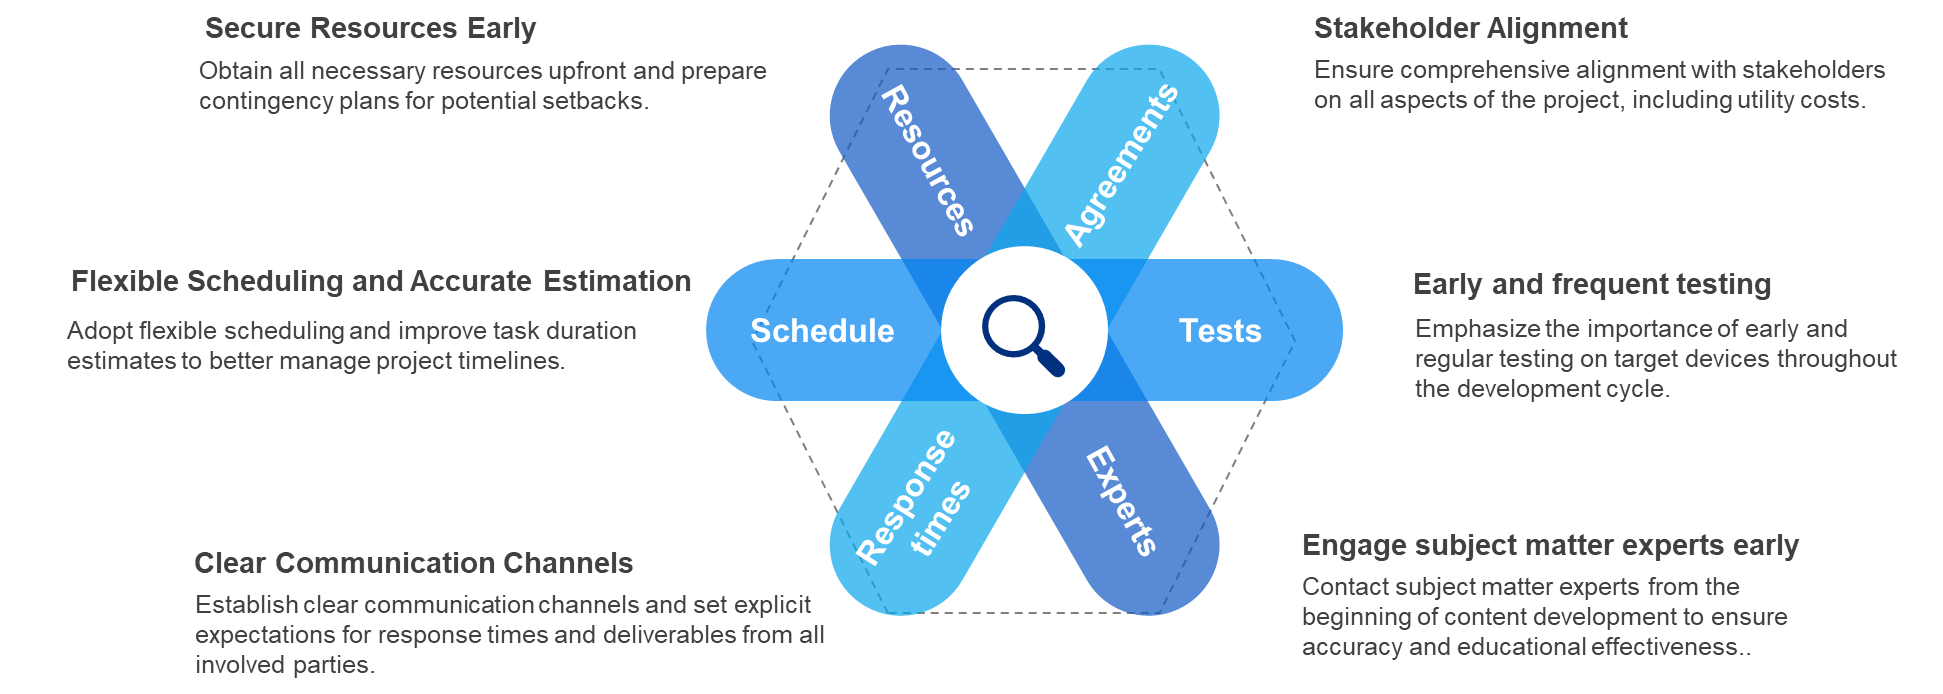 Secure Resources Early
Obtain all necessary resources upfront and prepare
contingency plans for potential setbacks.
Stakeholder Alignment
Ensure comprehensive alignment with stakeholders
on all aspects of the project, including utility costs.
Resources
Agreements
Flexible Scheduling and Accurate Estimation
Adopt flexible scheduling and improve task duration
estimates to better manage project timelines.
Schedule
Tests
Early and frequent testing
Emphasize the importance of early and
regular testing on target devices throughout
the development cycle.
Response
times
Experts
Clear Communication Channels
Establish clear communication channels and set explicit
expectations for response times and deliverables from all
involved parties.
Engage subject matter experts early
Contact subject matter experts from the
beginning of content development to ensure
accuracy and educational effectiveness..